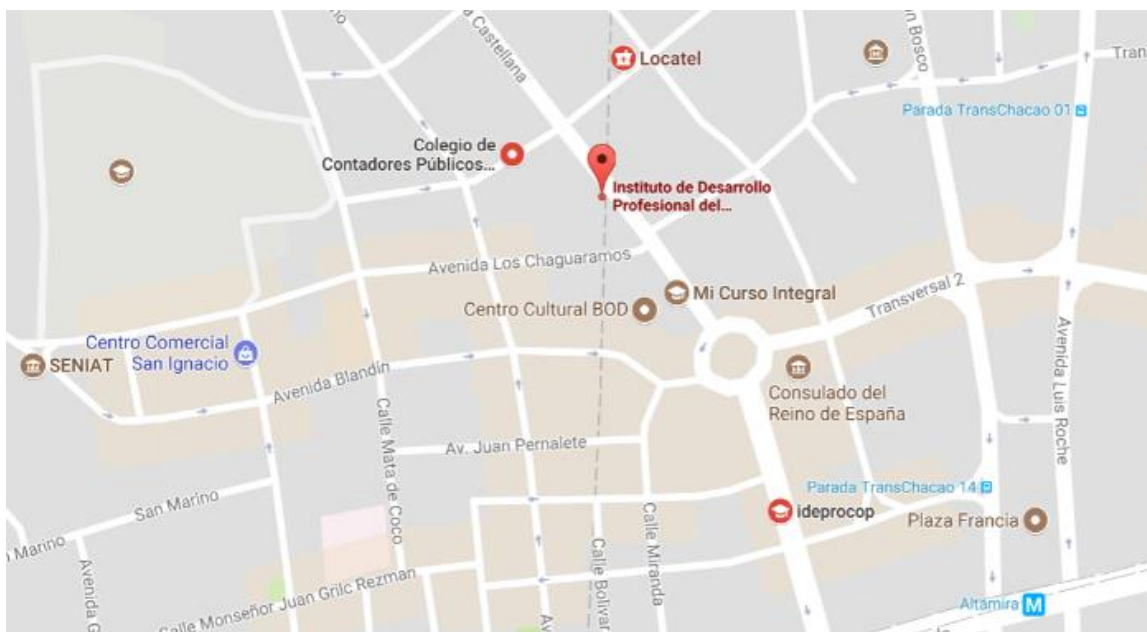 a Castellana
Locatel
n Bosco
Tran
Parada TransChacao 01
Colegio de
Contadores Públicos...
Instituto de Desarrollo
Profesional del...
Avenida Los Chaguaramos
Mi Curso Integral
Centro Cultural BOD
Transversal 2
Centro Comercial
San Ignacio
SENIAT
Avenida Blandín
Consulado del
Reino de España
Avenida Luis Roche
Calle Mata de Coco
Av. Juan Pernalete
San Marino
Parada TransChacao 14
ideprocop
Plaza Francia
n Marino
Avenida G
Calle Monseñor Juan Grilc Rezman
Calle Miranda
Calle Bolívar
Av
Altamira
M